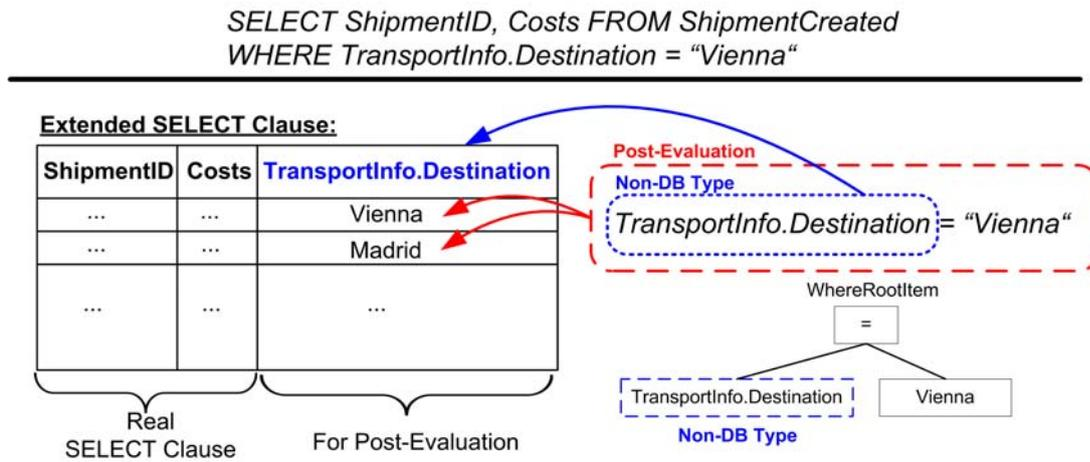 SELECT ShipmentID, Costs FROM ShipmentCreated
WHERE TransportInfo.Destination = “Vienna“
Extended SELECT Clause:
ShipmentID Costs TransportInfo.Destination
... ... Vienna
... ... Madrid
... ... ...
Real
SELECT Clause
For Post-Evaluation
Post-Evaluation
Non-DB Type
TransportInfo.Destination = “Vienna“
WhereRootItem
=
TransportInfo.Destination Vienna
Non-DB Type